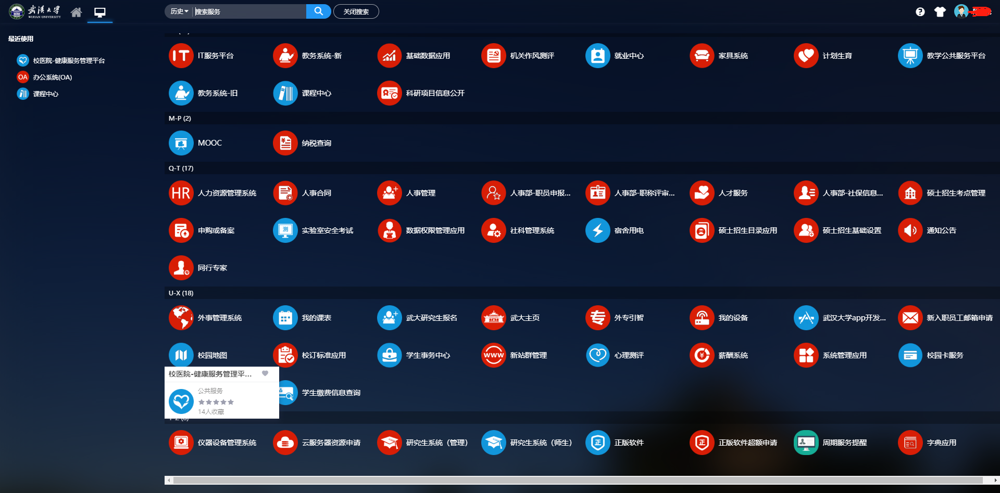 武汉大学
WUHAN UNIVERSITY
历史
搜索服务
关闭搜索
最近使用
校医院-健康服务管理平台
OA 办公系统(OA)
课程中心
IT IT服务平台
教务系统-新
基础数据应用
机关作风测评
就业中心
家具系统
计划生育
教学公共服务平台
教务系统-旧
课程中心
科研项目信息公开
M-P (2)
MOOC
纳税查询
Q-T (17)
HR 人力资源管理系统
人事合同
人事管理
人事部-职员申报...
人事部-职称评审...
人才服务
人事部-社保信息...
硕士招生考点管理
申购或备案
测 实验室安全考试
数据权限管理应用
社科管理系统
宿舍用电
硕士招生目录应用
硕士招生基础设置
通知公告
同行专家
U-X (18)
外事管理系统
我的课表
武大研究生报名
武大主页
专 外专引智
我的设备
武汉大学app开发...
新入职员工邮箱申请
校园地图
校订标准应用
学生事务中心
www 新站群管理
心理测评
薪酬系统
系统管理应用
校园卡服务
校医院-健康服务管理平...
公共服务
14人收藏
学生缴费信息查询
仪器设备管理系统
云服务器资源申请
研究生系统（管理）
研究生系统（师生）
正 正版软件
正 正版软件超额申请
周期服务提醒
字典应用